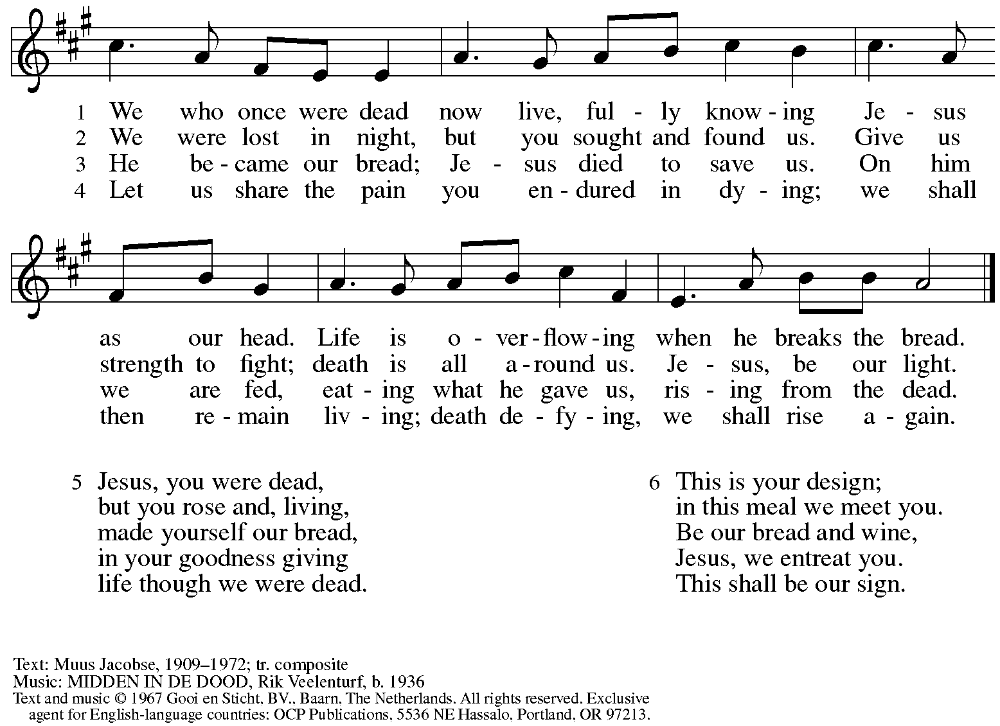 1 We who once were dead now live, ful - ly know - ing Je - sus
2 We were lost in night, but you sought and found us. Give us
3 He be - came our bread; Je - sus died to save us. On him
4 Let us share the pain you en - dured in dy - ing; we shall
as our head. Life is o - ver - flow - ing when he breaks the bread.
strength to fight; death is all a - round us. Je - sus, be our light.
we are fed, eat - ing what he gave us, ris - ing from the dead.
then re - main liv - ing; death de - fy - ing, we shall rise a - gain.
5 Jesus, you were dead,
but you rose and, living,
made yourself our bread,
in your goodness giving
life though we were dead.
6 This is your design;
in this meal we meet you.
Be our bread and wine,
Jesus, we entreat you.
This shall be our sign.
Text: Muus Jacobse, 1909–1972; tr. composite
Music: MIDDEN IN DE DOOD, Rik Veelenturf, b. 1936
Text and music © 1967 Gooi en Sticht, BV., Baarn, The Netherlands. All rights reserved. Exclusive
agent for English-language countries: OCP Publications, 5536 NE Hassalo, Portland, OR 97213.